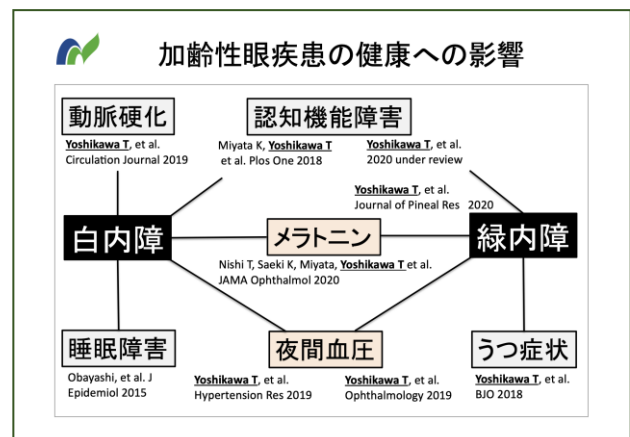 加齢性眼疾患の健康への影響
動脈硬化
Yoshikawa T, et al.
Circulation Journal 2019
認知機能障害
Miyata K, Yoshikawa T
et al. Plos One 2018
Yoshikawa T, et al.
2020 under review
Yoshikawa T, et al.
Journal of Pineal Res 2020
白内障
メラトニン
緑内障
Nishi T, Saeki K, Miyata, Yoshikawa T et al.
JAMA Ophthalmol 2020
睡眠障害
Obayashi, et al. J
Epidemiol 2015
夜間血圧
Yoshikawa T, et al.
Hypertension Res 2019
Yoshikawa T, et al.
Ophthalmology 2019
うつ症状
Yoshikawa T, et al.
BJO 2018